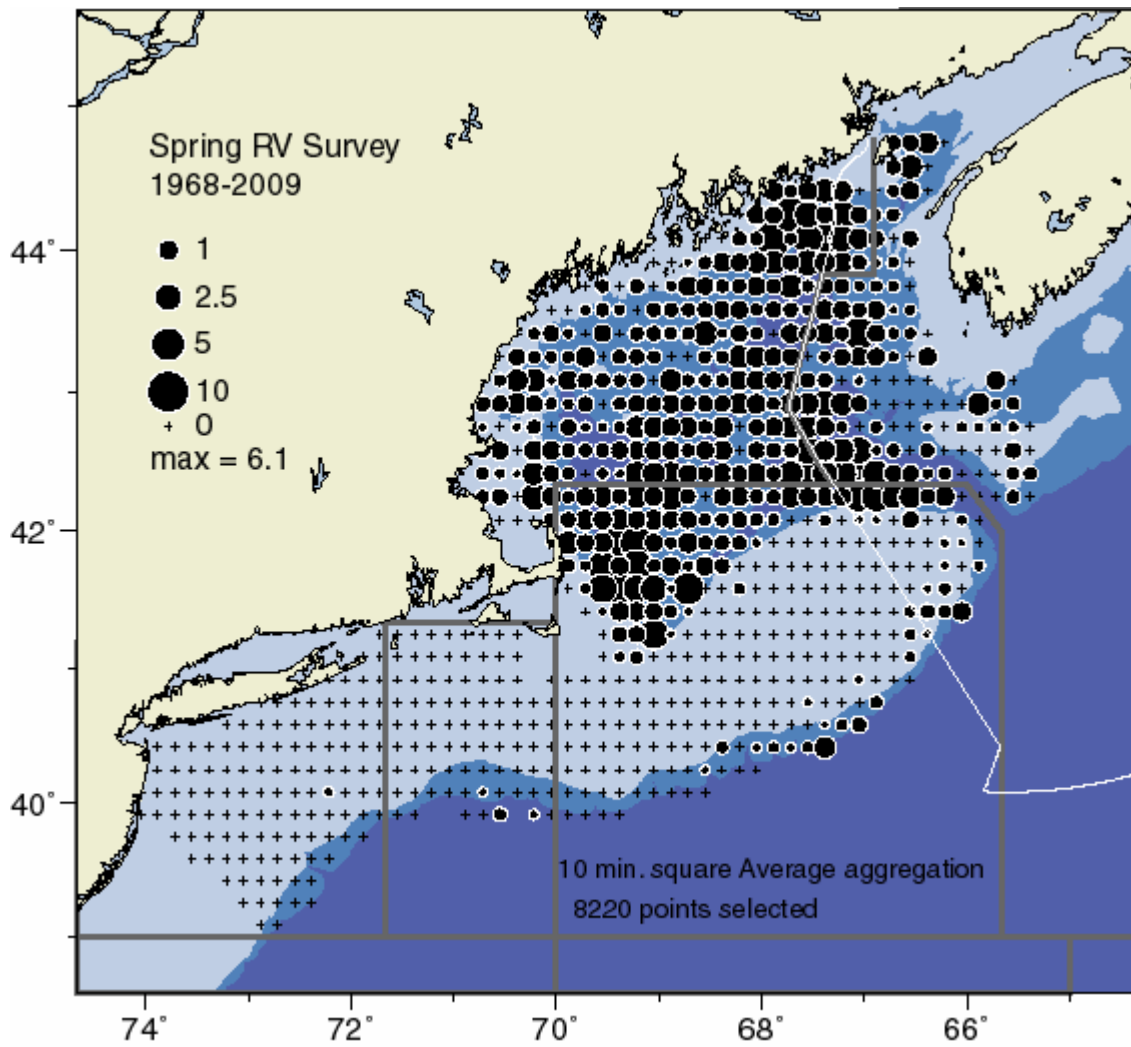 Spring RV Survey
1968-2009
1
2.5
5
10
+ 0
max = 6.1
44°
42°
40°
10 min. square Average aggregation
8220 points selected
74° 72° 70° 68° 66°